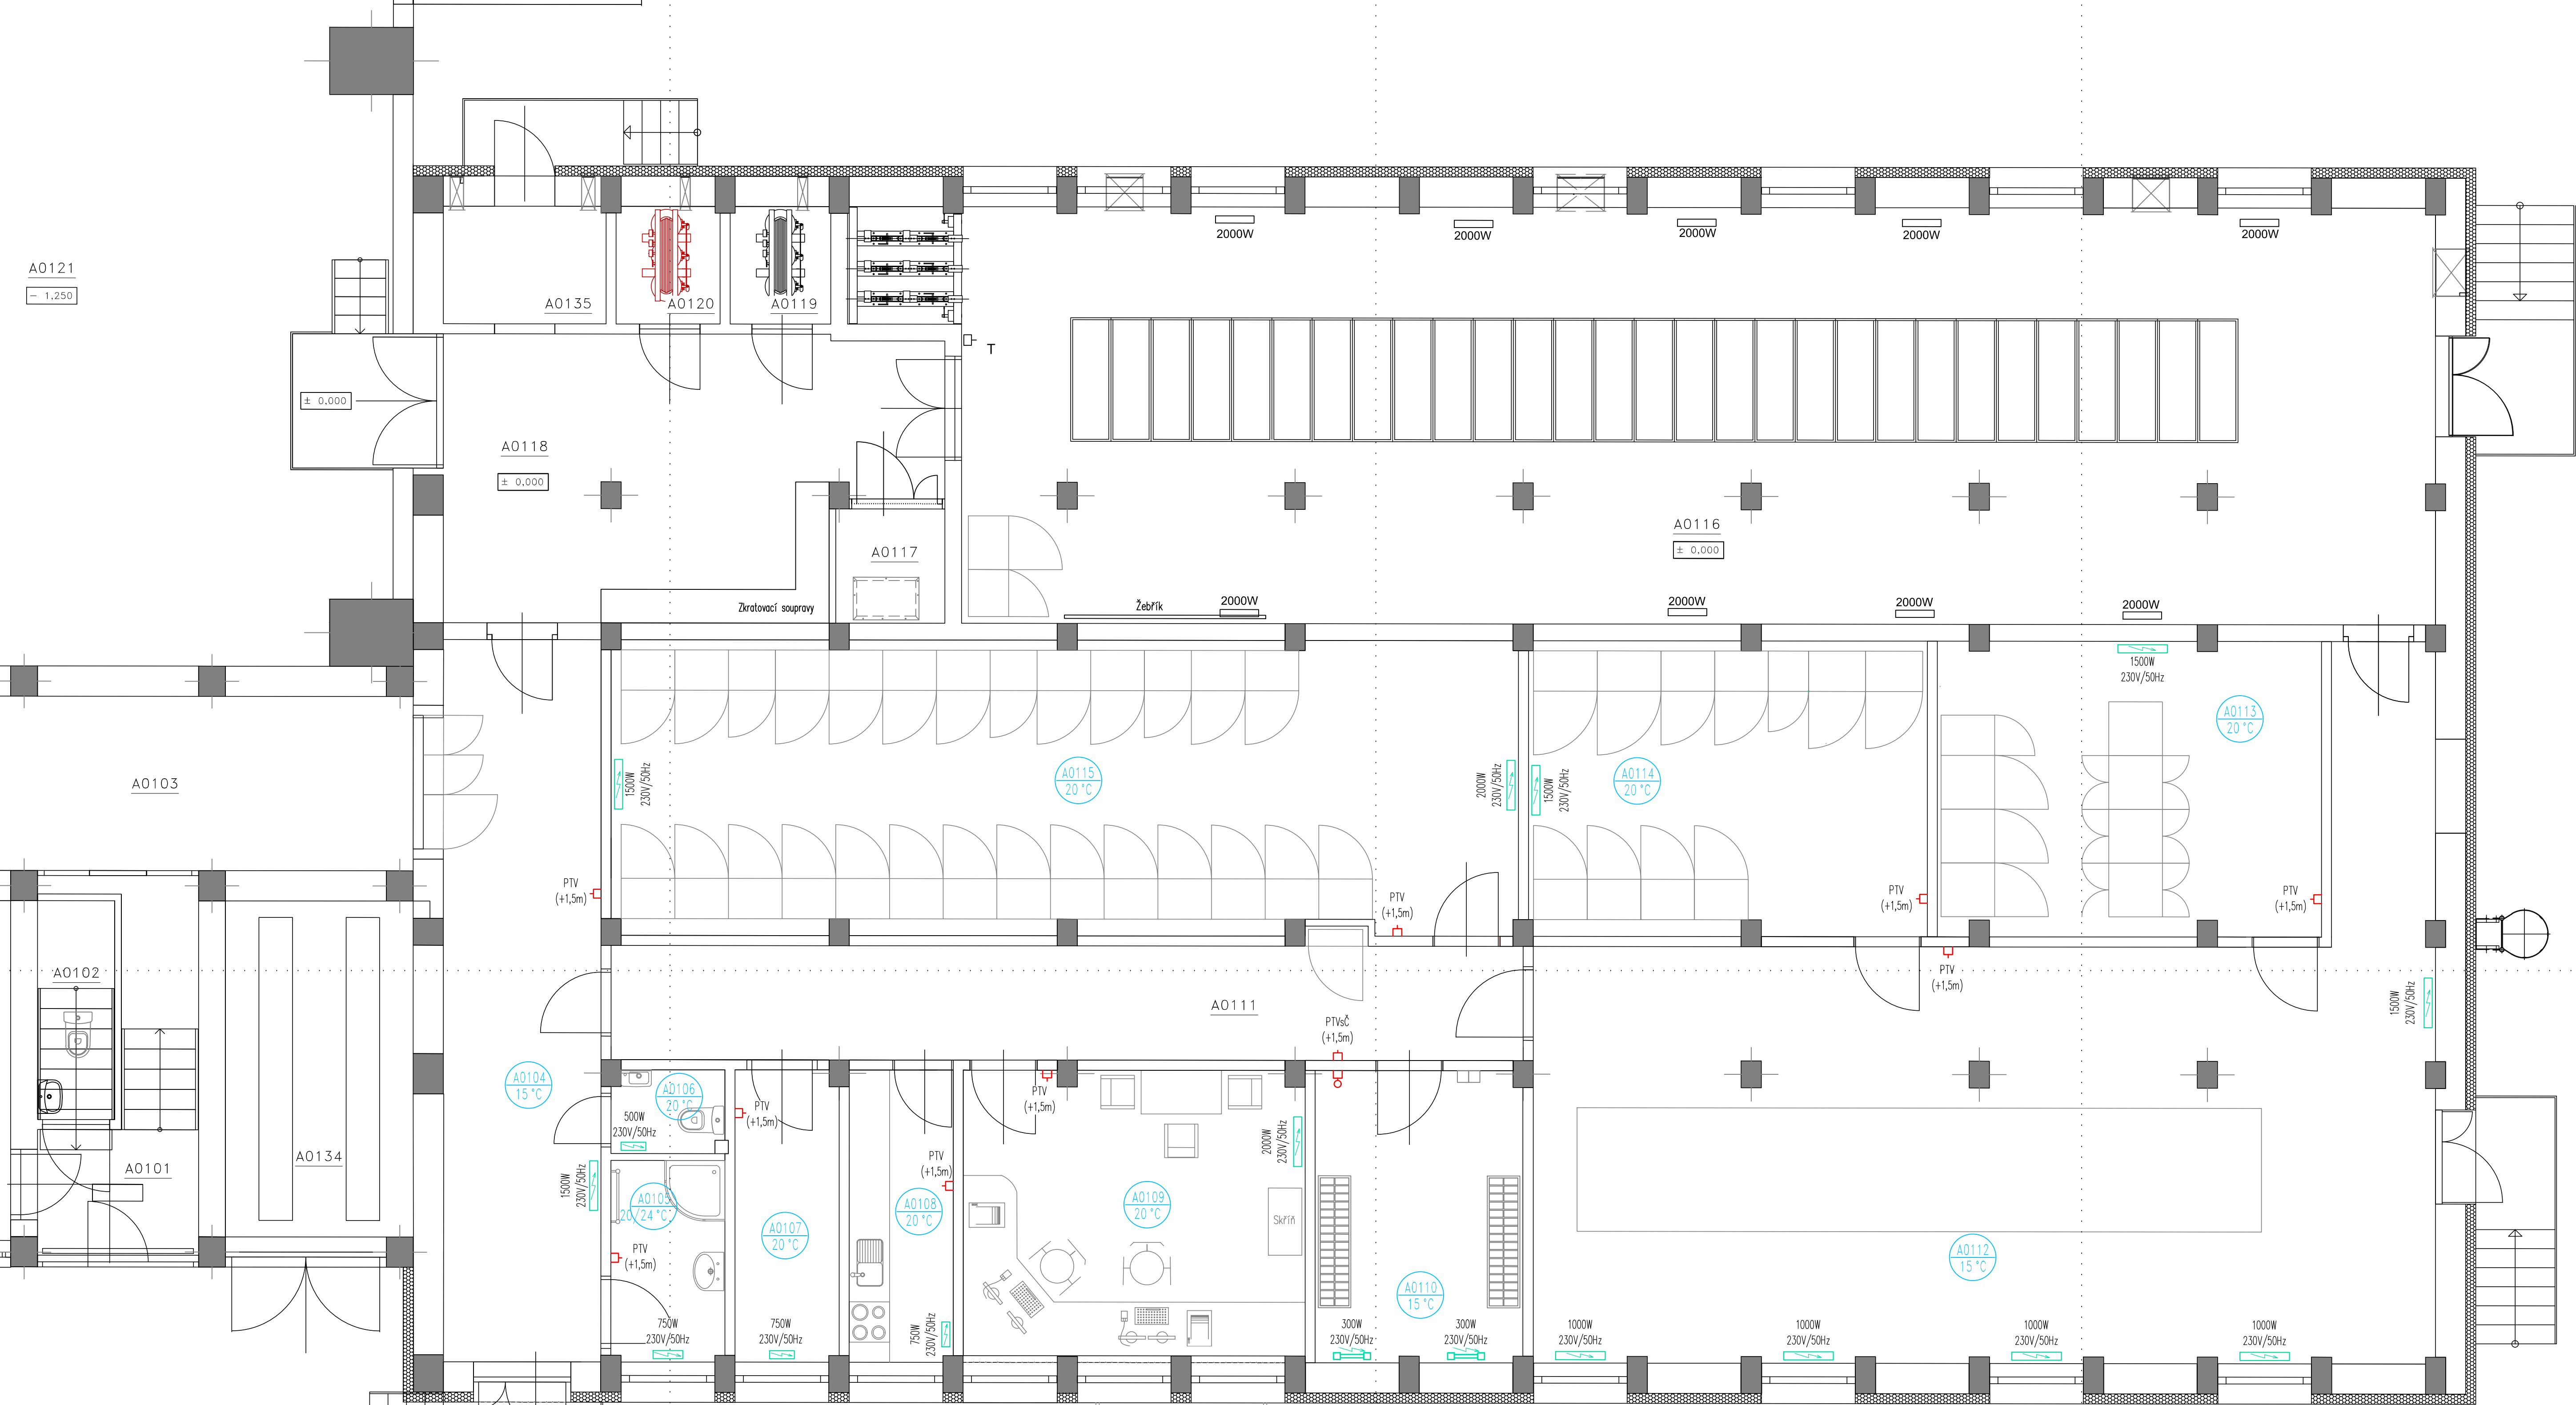 2000W
2000W
2000W
2000W
2000W
A0121
− 1,250
A0135
A0120
A0119
T
± 0,000
A0118
± 0,000
A0116
± 0,000
A0117
Zkratovací soupravy
Žebřík
2000W
2000W
2000W
2000W
1500W
230V/50Hz
A0113
20°C
A0103
1500W
230V/50Hz
A0115
20°C
2000W
230V/50Hz
1500W
230V/50Hz
A0114
20°C
PTV
(+1,5m)
PTV
(+1,5m)
PTV
(+1,5m)
PTV
(+1,5m)
A0102
A0111
PTV
(+1,5m)
1500W
230V/50Hz
PTVsČ
(+1,5m)
A0104
15°C
A0106
20°C
500W
230V/50Hz
PTV
(+1,5m)
PTV
(+1,5m)
2000W
230V/50Hz
A0101
A0134
1500W
230V/50Hz
PTV
(+1,5m)
A0105
20/24°C
A0108
20°C
A0109
20°C
Skříň
A0107
20°C
PTV
(+1,5m)
A0112
15°C
A0110
15°C
750W
230V/50Hz
750W
230V/50Hz
750W
230V/50Hz
300W
230V/50Hz
300W
230V/50Hz
1000W
230V/50Hz
1000W
230V/50Hz
1000W
230V/50Hz
1000W
230V/50Hz